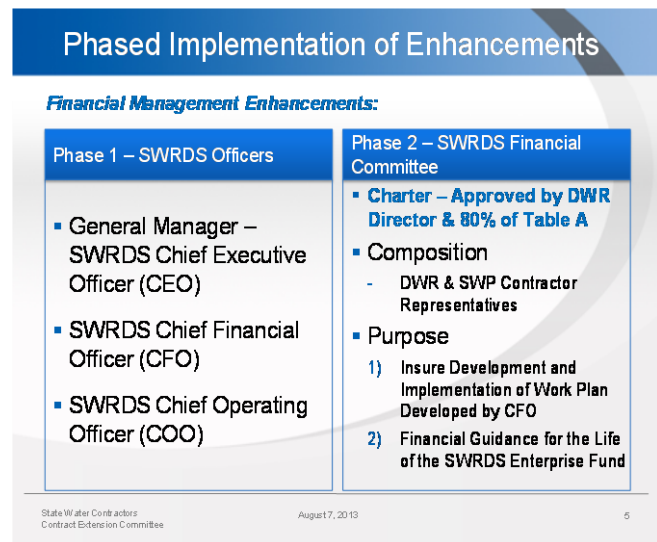 Phased Implementation of Enhancements
Financial Management Enhancements:
Phase 1 – SWRDS Officers
▪ General Manager –
SWRDS Chief Executive
Officer (CEO)
▪ SWRDS Chief Financial
Officer (CFO)
▪ SWRDS Chief Operating
Officer (COO)
Phase 2 – SWRDS Financial
Committee
▪ Charter – Approved by DWR
Director & 80% of Table A
▪ Composition
- DWR & SWP Contractor
Representatives
▪ Purpose
1) Insure Development and
Implementation of Work Plan
Developed by CFO
2) Financial Guidance for the Life
of the SWRDS Enterprise Fund
State Water Contractors
Contract Extension Committee
August 7, 2013
5